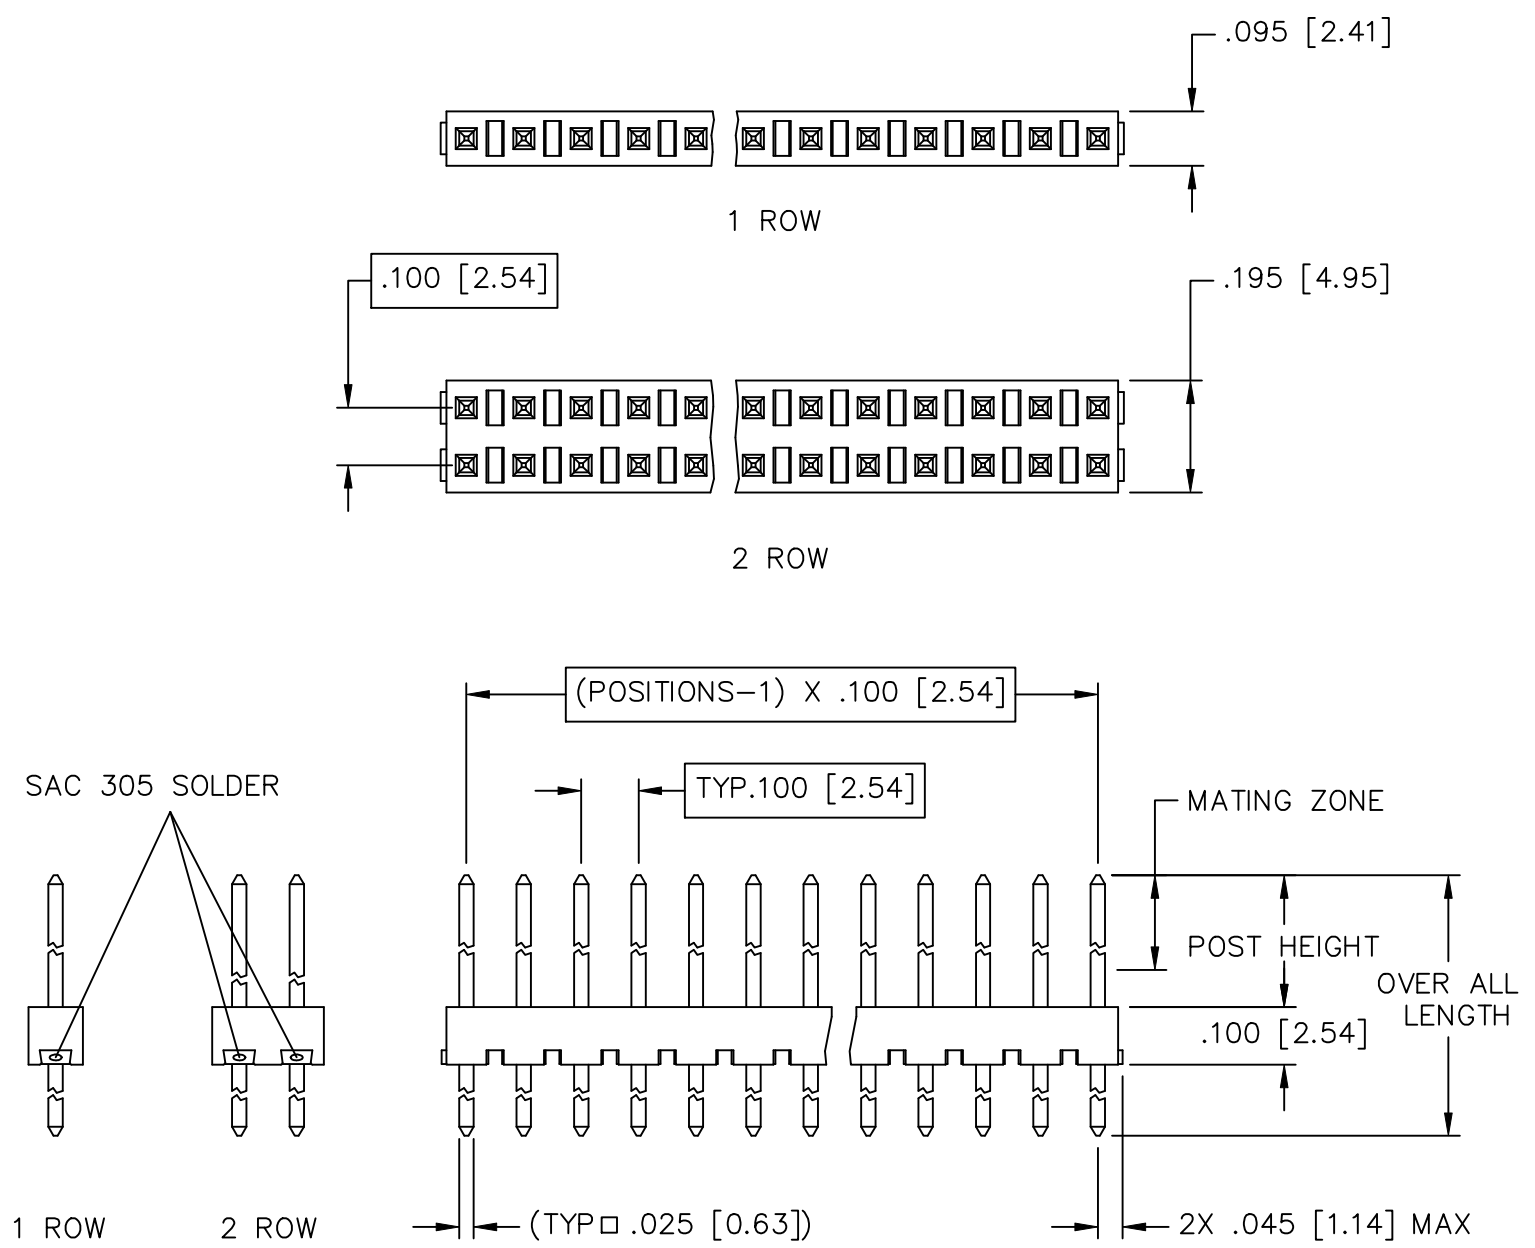 .095 [2.41]
1 ROW
.100 [2.54]
.195 [4.95]
2 ROW
(POSITIONS-1) X .100 [2.54]
SAC 305 SOLDER
TYP.100 [2.54]
MATING ZONE
POST HEIGHT
OVER ALL
LENGTH
.100 [2.54]
1 ROW
2 ROW
(TYP□ .025 [0.63])
2X .045 [1.14] MAX